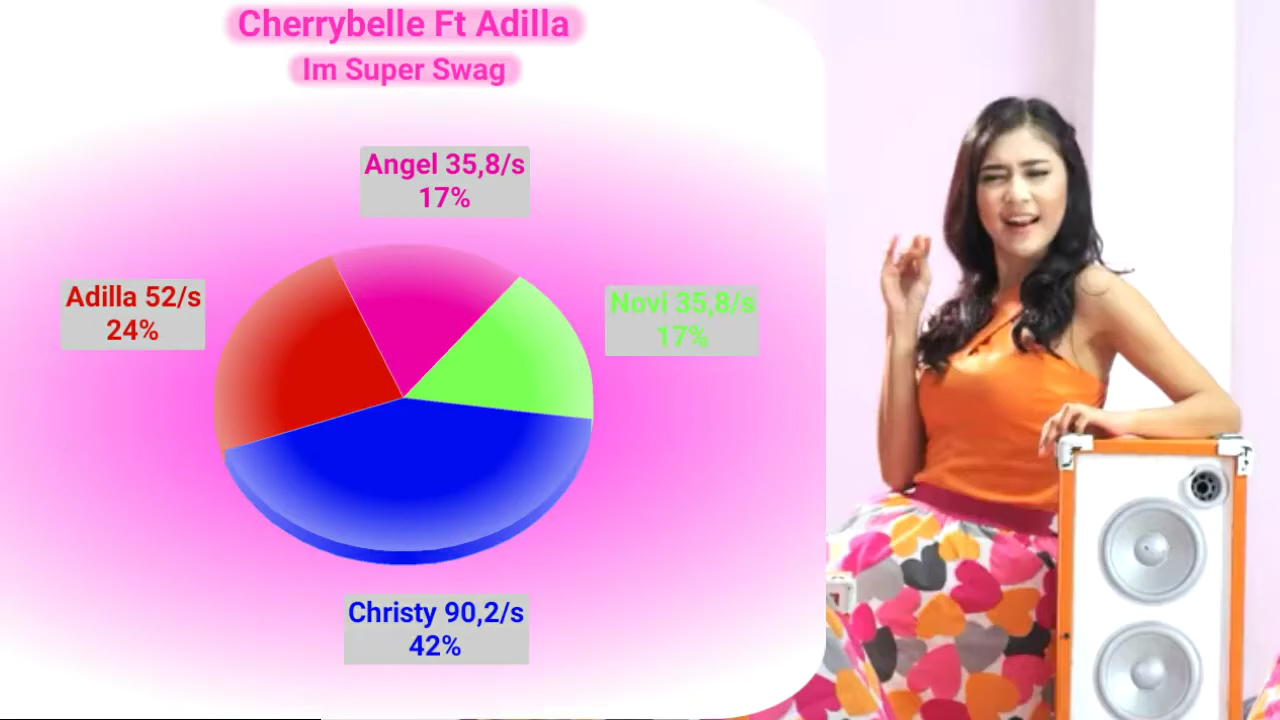 Cherrybelle Ft Adilla
Im Super Swag
Angel 35,8/s
17%
Adilla 52/s
24%
Novi 35,8/s
17%
Christy 90,2/s
42%